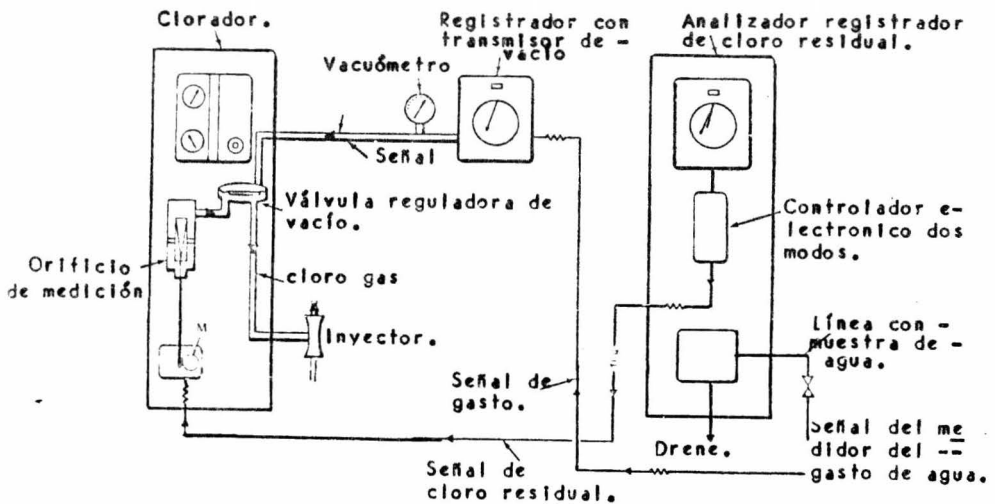 Clorador.
Registrador con
transmisor de -
vácio
Analizador registrador
de cloro residual.
Vacuómetro
Señal
Válvula reguladora de
vacío.
Controlador e-
lectronico dos
modos.
Orificio
de medición
cloro gas
M
Inyector.
Línea con -
muestra de -
agua.
Señal de
gasto.
Drene.
Señal del me
didor del --
gasto de agua.
Señal de
cloro residual.